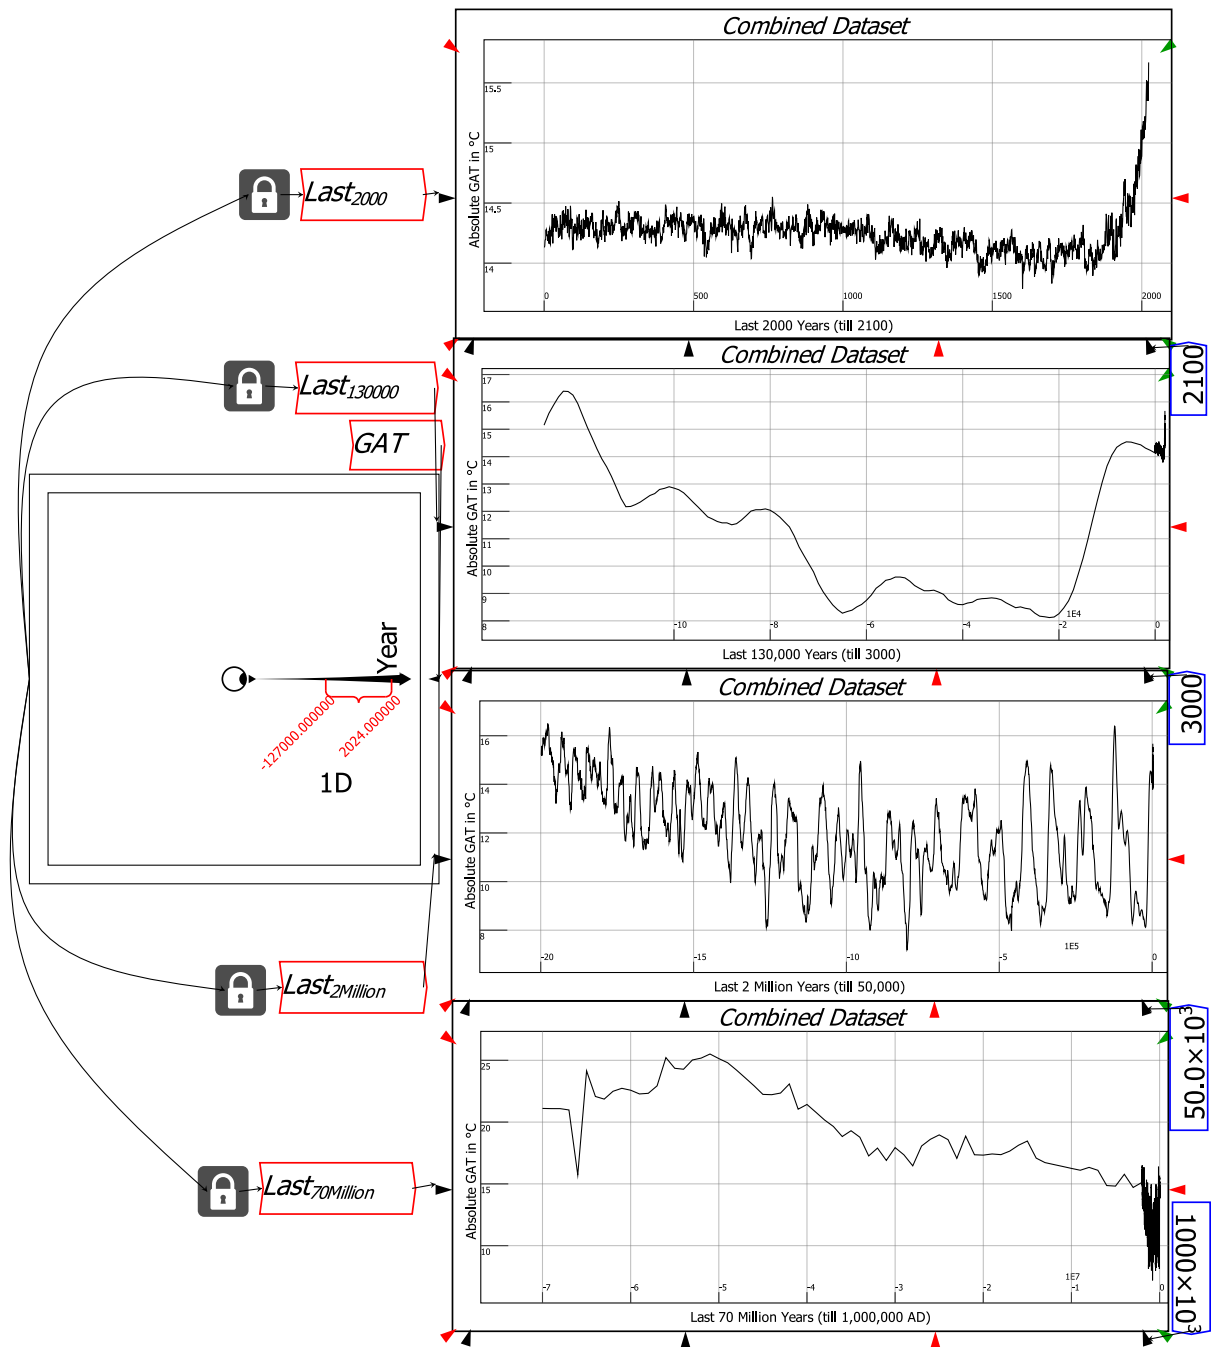 Combined Dataset
Absolute GAT in °C
15.5
15
14.5
14
0
500
1000
1500
2000
Last 2000 Years (till 2100)
Last2000
2100
Combined Dataset
Absolute GAT in °C
17
16
15
14
13
12
11
10
9
8
-10
-8
-6
-4
-2
0
1E4
Last 130,000 Years (till 3000)
Last130000
GAT
Year
-127000.000000
2024.000000
1D
3000
Combined Dataset
Absolute GAT in °C
16
14
12
10
8
-20
-15
-10
-5
0
1E5
Last 2 Million Years (till 50,000)
Last2Million
50.0×10³
Combined Dataset
Absolute GAT in °C
25
20
15
10
-7
-6
-5
-4
-3
-2
-1
0
1E7
Last 70 Million Years (till 1,000,000 AD)
Last70Million
1000×10³